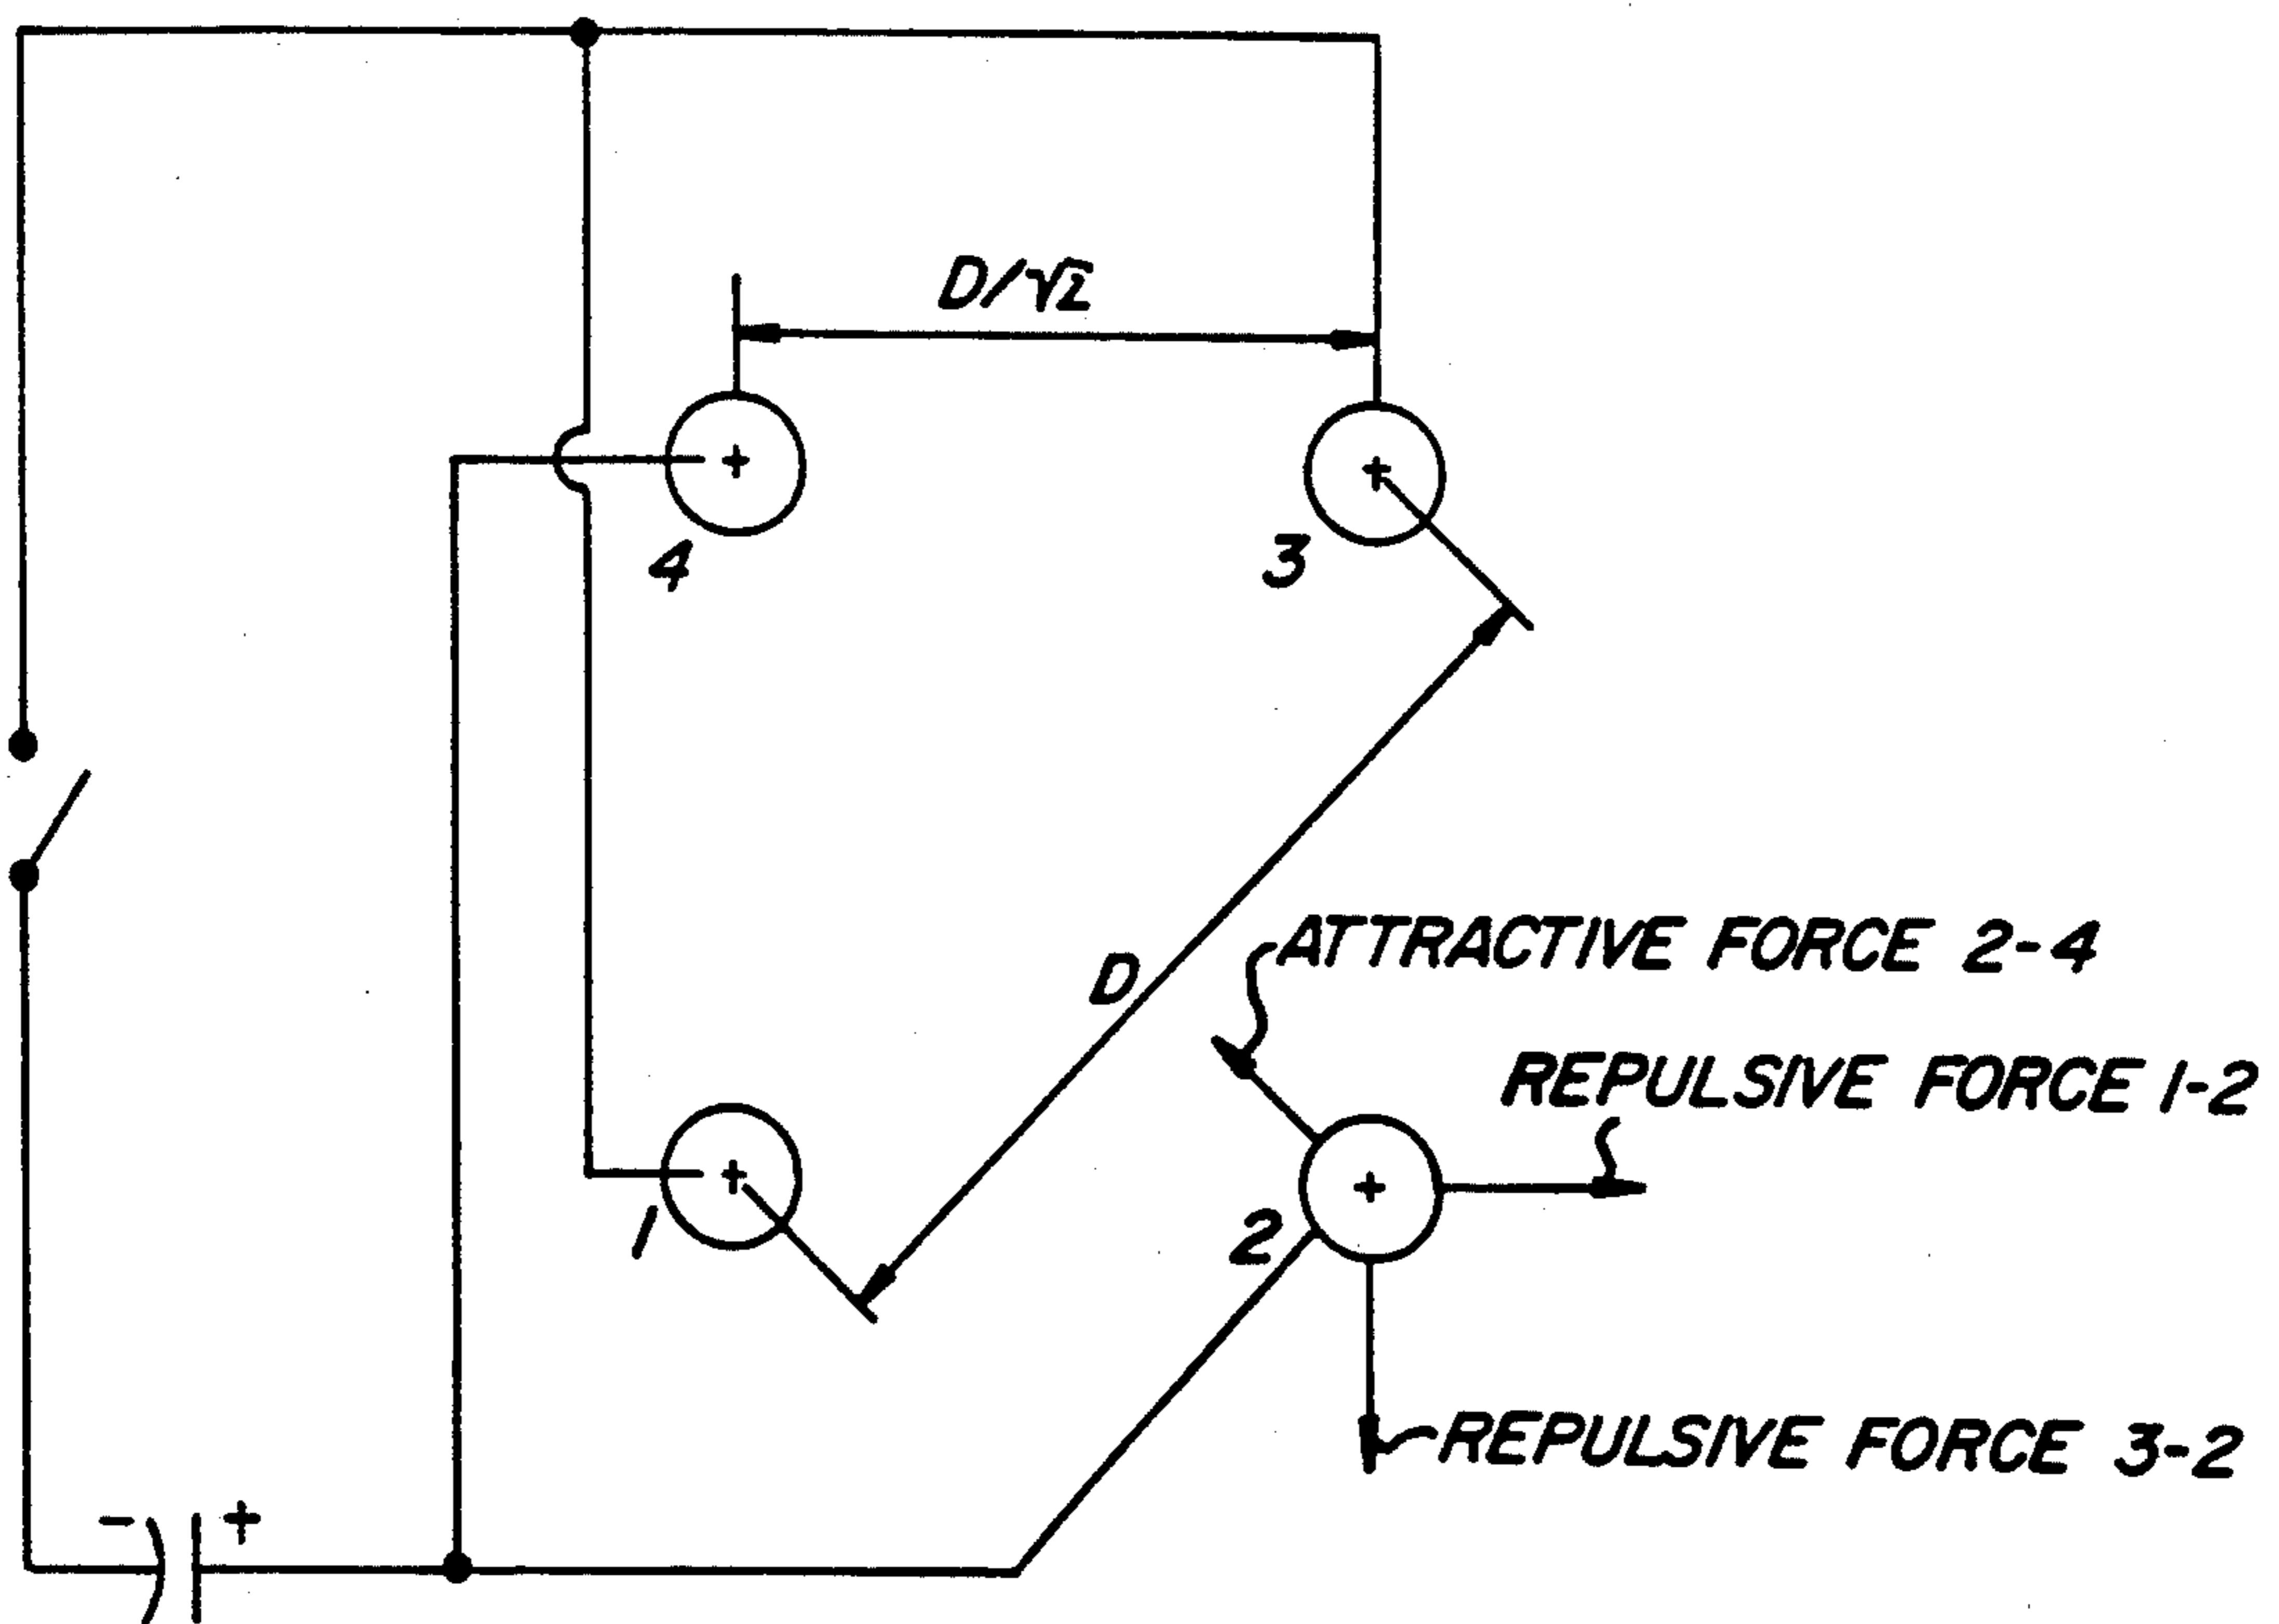 D/√2
4
3
D
ATTRACTIVE FORCE 2-4
REPULSIVE FORCE 1-2
1
2
REPULSIVE FORCE 3-2
- +